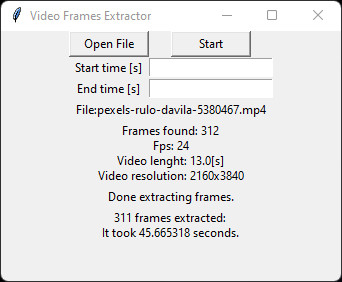 Video Frames Extractor
Open File
Start
Start time [s]
End time [s]
File:pexels-rulo-davila-5380467.mp4
Frames found: 312
Fps: 24
Video lenght: 13.0[s]
Video resolution: 2160x3840
Done extracting frames.
311 frames extracted:
It took 45.665318 seconds.